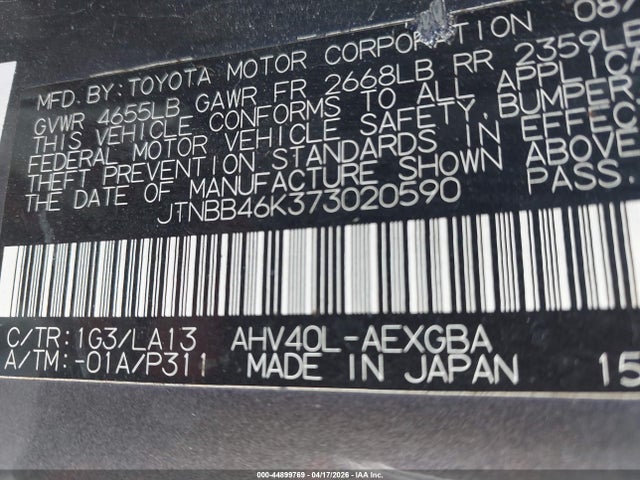 MFD. BY: TOYOTA MOTOR CORPORATION 08/
GVWR 4655LB GAWR FR 2668LB RR 2359LB
THIS VEHICLE CONFORMS TO ALL APPLICA
FEDERAL MOTOR VEHICLE SAFETY, BUMPER
THEFT PREVENTION STANDARDS IN EFFEC
THE DATE OF MANUFACTURE SHOWN ABOVE
JTNBB46K373020590 PASS.
C/TR: 1G3/LA13 AHV40L-AEXGBA
A/TM: -01A/P311 MADE IN JAPAN 15
000-44899769 | 04/17/2026 | IAA Inc.